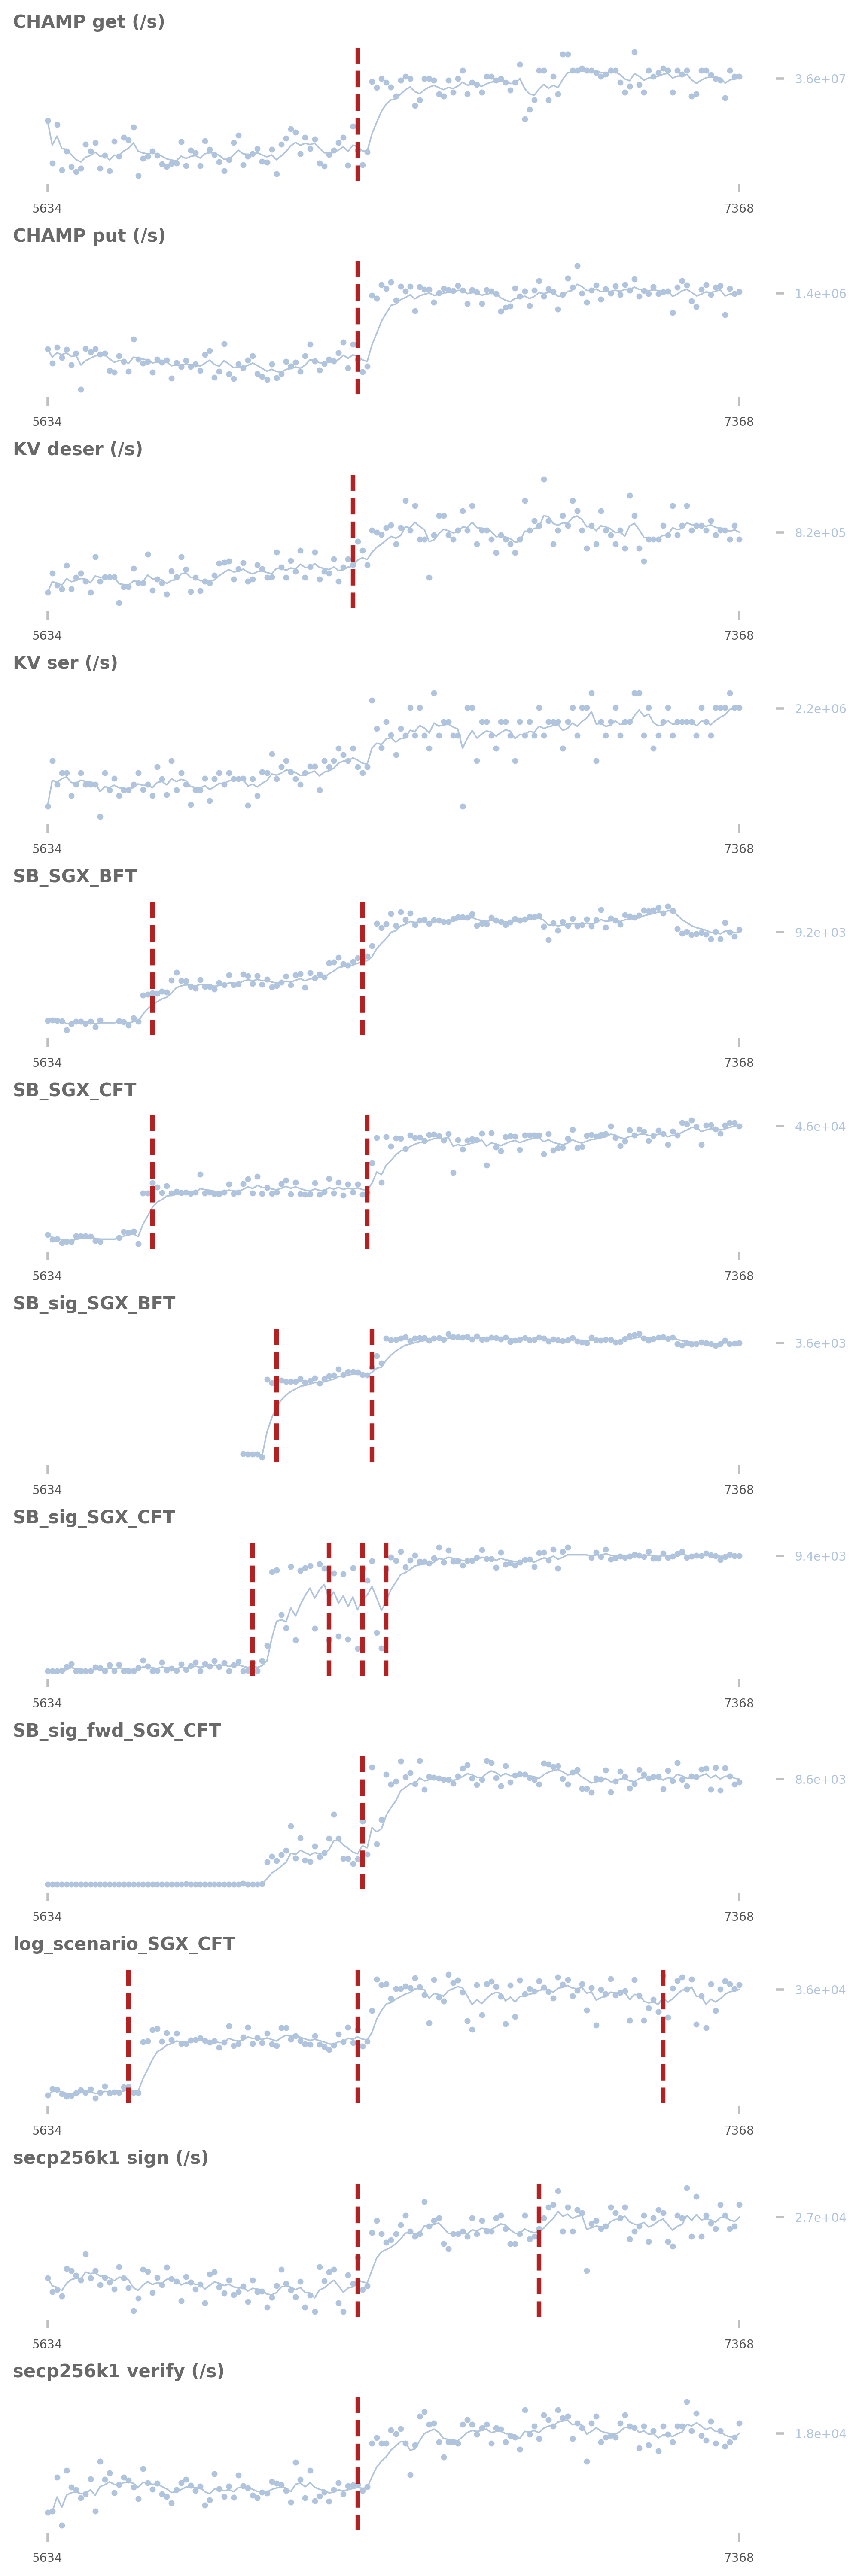 CHAMP get (/s)
3.6e+07
5634 7368
CHAMP put (/s)
1.4e+06
5634 7368
KV deser (/s)
8.2e+05
5634 7368
KV ser (/s)
2.2e+06
5634 7368
SB_SGX_BFT
9.2e+03
5634 7368
SB_SGX_CFT
4.6e+04
5634 7368
SB_sig_SGX_BFT
3.6e+03
5634 7368
SB_sig_SGX_CFT
9.4e+03
5634 7368
SB_sig_fwd_SGX_CFT
8.6e+03
5634 7368
log_scenario_SGX_CFT
3.6e+04
5634 7368
secp256k1 sign (/s)
2.7e+04
5634 7368
secp256k1 verify (/s)
1.8e+04
5634 7368